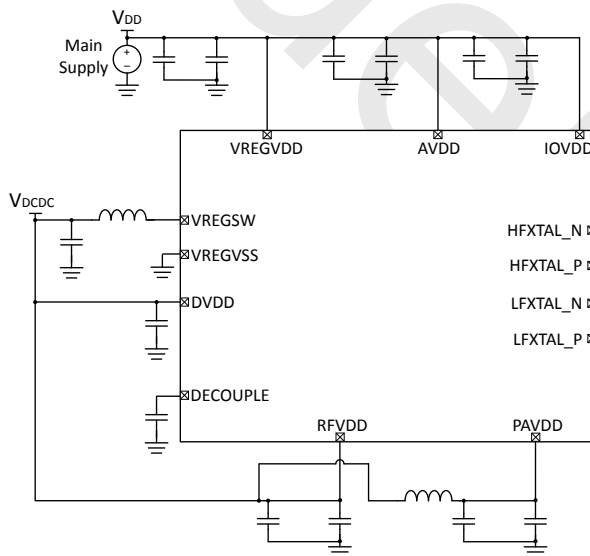 VDD
Main
Supply
+
−
VREGVDD
AVDD
IOVDD
VDCDC
VREGSW
HFXTAL_N
VREGVSS
HFXTAL_P
DVDD
LFXTAL_N
LFXTAL_P
DECOUPLE
RFVDD
PAVDD